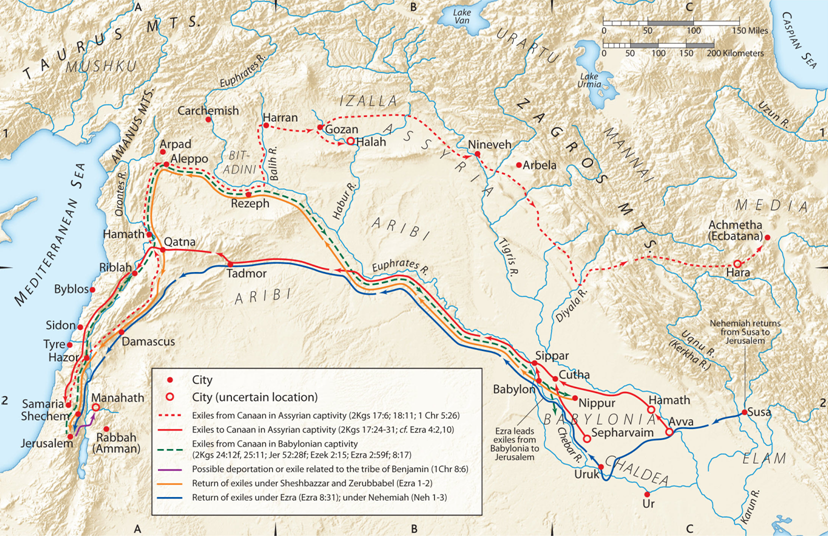 A
B
C
TAURUS MTS.
MUSHKU
Lake
Van
URARTU
0 50 100 150 Miles
0 50 100 150 200 Kilometers
CASPIAN SEA
Lake
Urmia
Euphrates R.
AMANUS MTS.
Carchemish
Harran
IZALLA
Gozan
Halah
ASSYRIA
ZAGROS MTS
MANNAI
Uzun R.
1
1
Arpad
Aleppo
BIT-
ADINI
Balih R.
Nineveh
Arbela
Orontes R.
Rezeph
Habur R.
MEDIA
MEDITERRANEAN SEA
Hamath
Qatna
ARIBI
Tigris R.
Achmetha
(Ecbatana)
Hara
Riblah
Tadmor
Euphrates R.
Diyala R.
Byblos
ARIBI
Sidon
Tyre
Hazor
Damascus
Uqnu R.
(Kerkha R.)
Nehemiah returns
from Susa to
Jerusalem
Sippar
Cutha
Babylon
Nippur
Hamath
BABYLONIA
Avva
Susa
Sepharvaim
Ezra leads
exiles from
Babylonia to
Jerusalem
Chebar R.
ELAM
Uruk
CHALDEA
Ur
Karun R.
2
2
Samaria
Shechem
Manahath
Jerusalem
Rabbah
(Amman)
City
City (uncertain location)
Exiles from Canaan in Assyrian captivity (2Kgs 17:6; 18:11; 1 Chr 5:26)
Exiles to Canaan in Assyrian captivity (2Kgs 17:24-31; cf. Ezra 4:2,10)
Exiles from Canaan in Babylonian captivity
(2Kgs 24:12f, 25:11; Jer 52:28f; Ezek 2:15; Ezra 2:59f; 8:17)
Possible deportation or exile related to the tribe of Benjamin (1Chr 8:6)
Return of exiles under Sheshbazzar and Zerubbabel (Ezra 1-2)
Return of exiles under Ezra (Ezra 8:31); under Nehemiah (Neh 1-3)
A
B
C